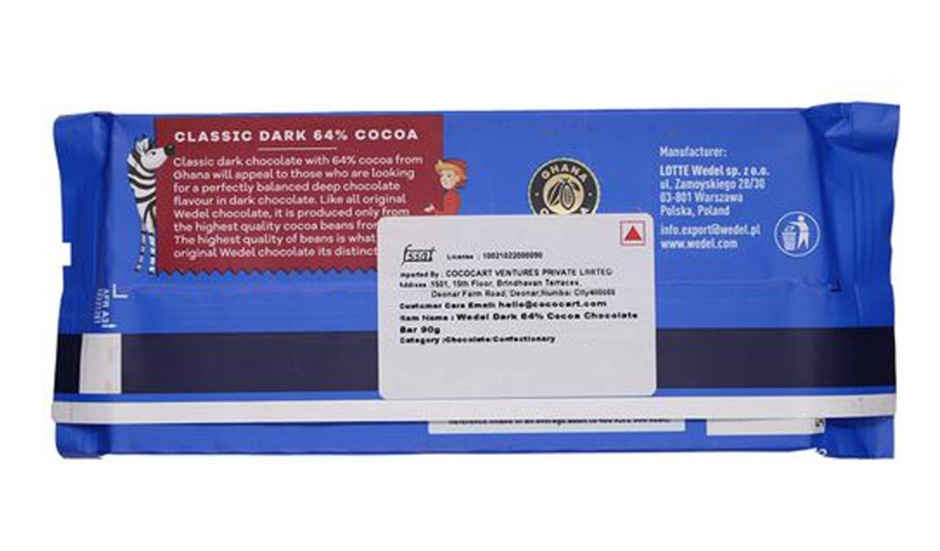 CLASSIC DARK 64% COCOA
Classic dark chocolate with 64% cocoa from
Ghana will appeal to those who are looking
for a perfectly balanced deep chocolate
flavour in dark chocolate. Like all original
Wedel chocolate, it is produced only from
the highest quality cocoa beans from
The highest quality of beans is what
original Wedel chocolate its distinct
GHANA
Manufacturer:
LOTTE Wedel sp. z o.o.
ul. Zamoyskiego 28/30
03-801 Warszawa
Polska, Poland
info.export@wedel.pl
www.wedel.com
fssai License : 10021022000090
Imported By : COCOCART VENTURES PRIVATE LIMITED
Address :1501, 15th Floor, Brindhavan Terraces,
Deonar Farm Road, Deonar,Mumbai City400088
Customer Care Email: hello@cococart.com
Item Name : Wedel Dark 64% Cocoa Chocolate
Bar 90g
Category :Chocolate/Confectionary